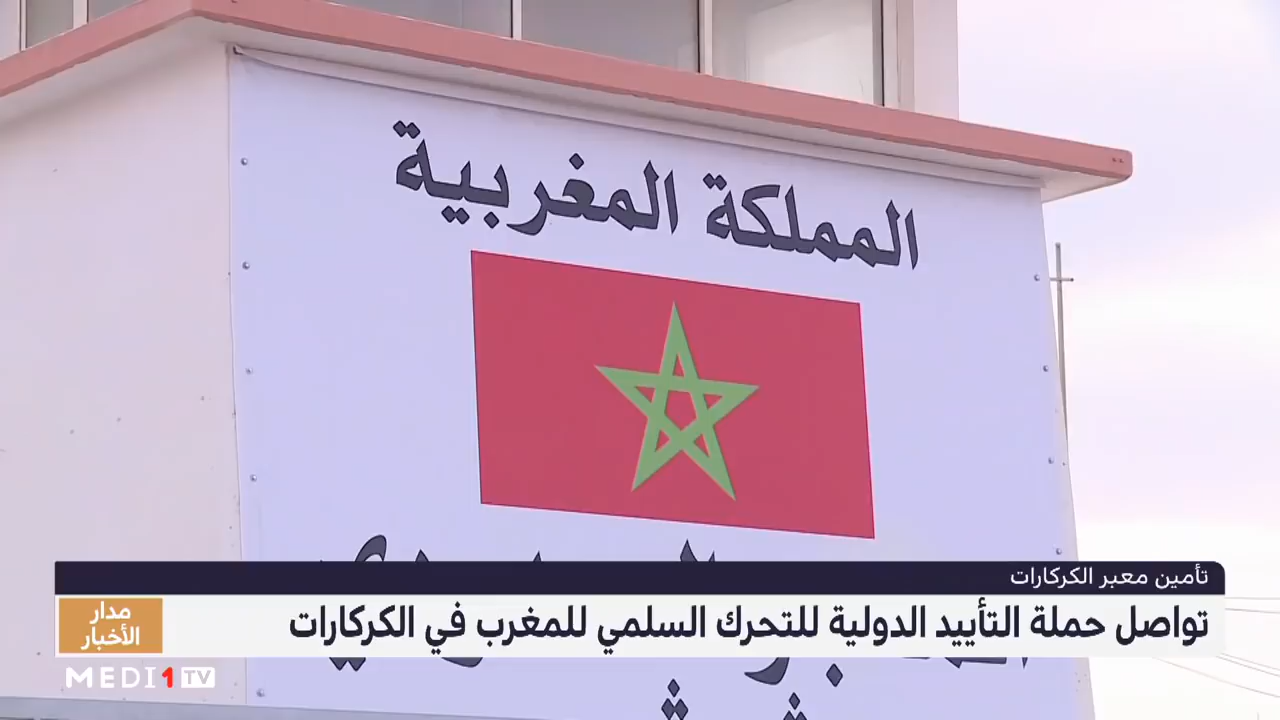 المملكة المغربية
تأمين معبر الكركارات
تواصل حملة التأييد الدولية للتحرك السلمي للمغرب في الكركارات
مدار
الأخبار
MEDI1TV